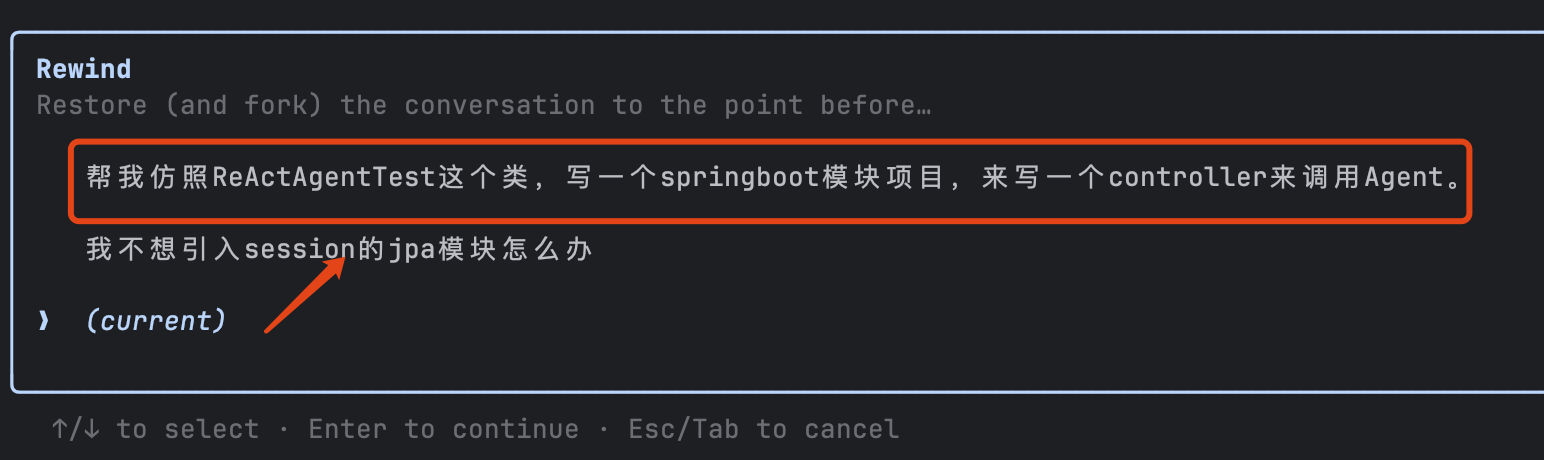 Rewind
Restore (and fork) the conversation to the point before…
帮我仿照ReActAgentTest这个类，写一个springboot模块项目，来写一个controller来调用Agent。
我不想引入session的jpa模块怎么办
❯ (current)
↑/↓ to select · Enter to continue · Esc/Tab to cancel